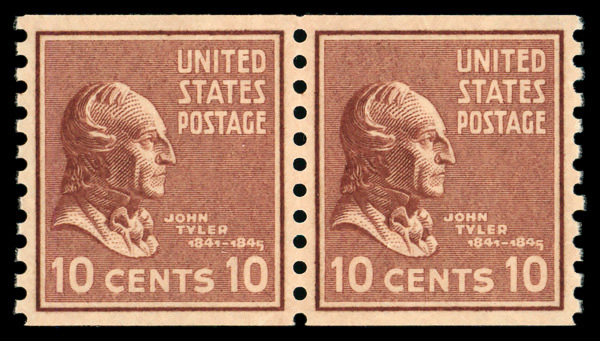 UNITED
STATES
POSTAGE
JOHN
TYLER
1841-1845
10 CENTS 10
UNITED
STATES
POSTAGE
JOHN
TYLER
1841-1845
10 CENTS 10